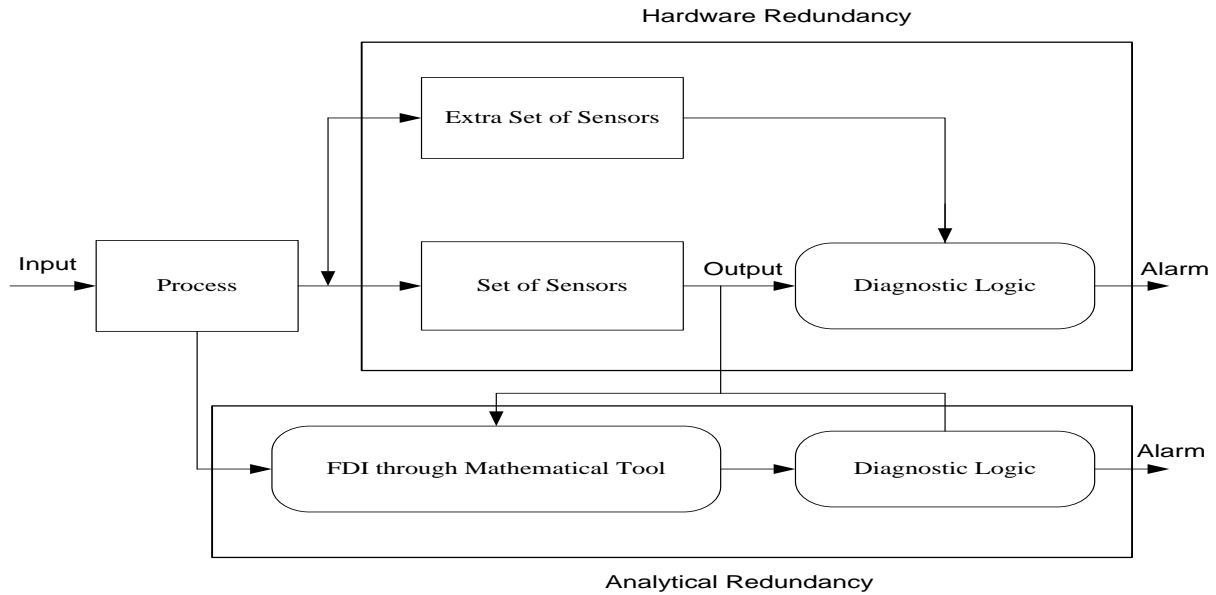 Hardware Redundancy
Extra Set of Sensors
Input
Process
Set of Sensors
Output
Diagnostic Logic
Alarm
FDI through Mathematical Tool
Diagnostic Logic
Alarm
Analytical Redundancy